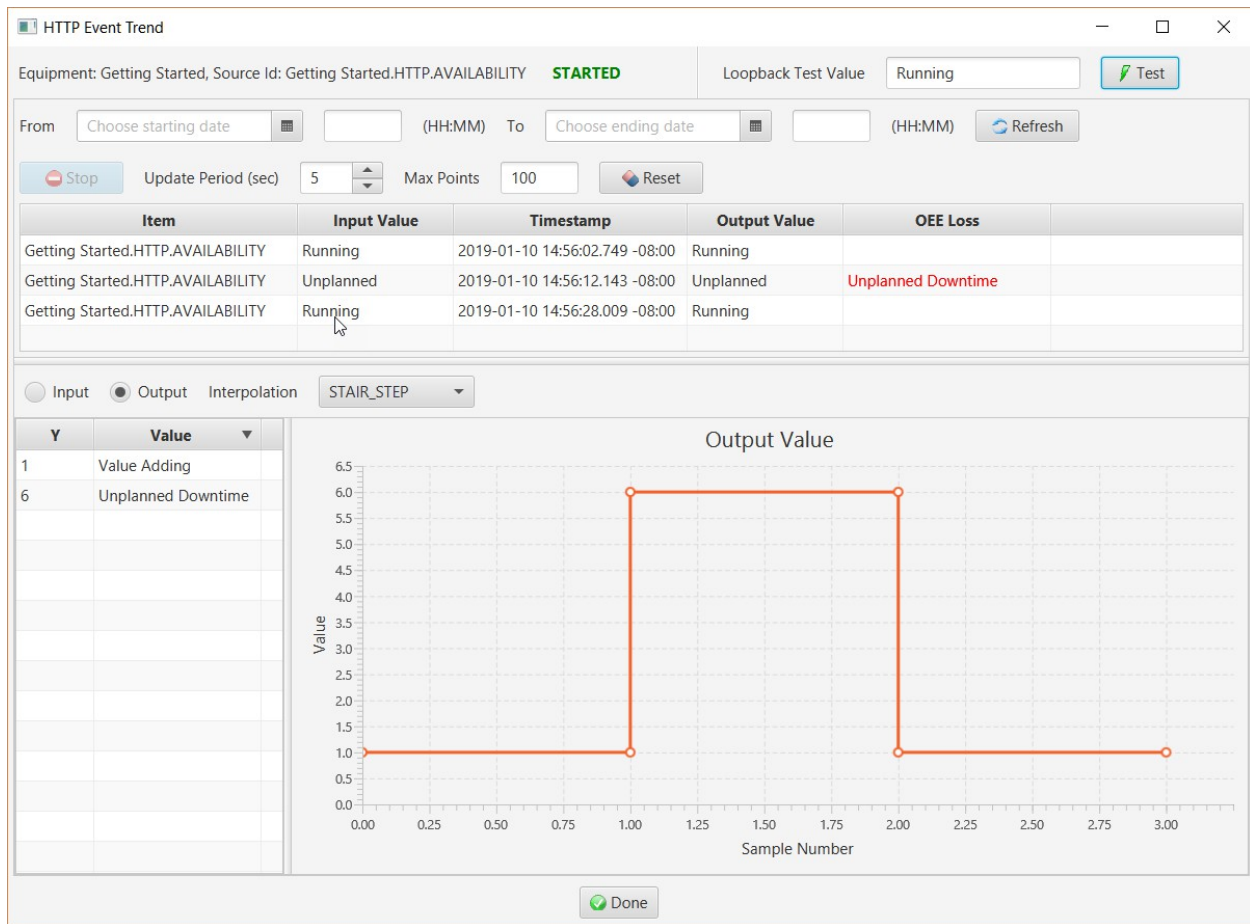 HTTP Event Trend
Equipment: Getting Started, Source Id: Getting Started.HTTP.AVAILABILITY STARTED Loopback Test Value Running Test
From Choose starting date (HH:MM) To Choose ending date (HH:MM) Refresh
Stop Update Period (sec) 5 Max Points 100 Reset
Item Input Value Timestamp Output Value OEE Loss
Getting Started.HTTP.AVAILABILITY Running 2019-01-10 14:56:02.749 -08:00 Running
Getting Started.HTTP.AVAILABILITY Unplanned 2019-01-10 14:56:12.143 -08:00 Unplanned Unplanned Downtime
Getting Started.HTTP.AVAILABILITY Running 2019-01-10 14:56:28.009 -08:00 Running
Input Output Interpolation STAIR_STEP
Y Value
1 Value Adding
6 Unplanned Downtime
Output Value
6.5
6.0
5.5
5.0
4.5
4.0
3.5
3.0
2.5
2.0
1.5
1.0
0.5
0.0
Value
0.00 0.25 0.50 0.75 1.00 1.25 1.50 1.75 2.00 2.25 2.50 2.75 3.00
Sample Number
Done